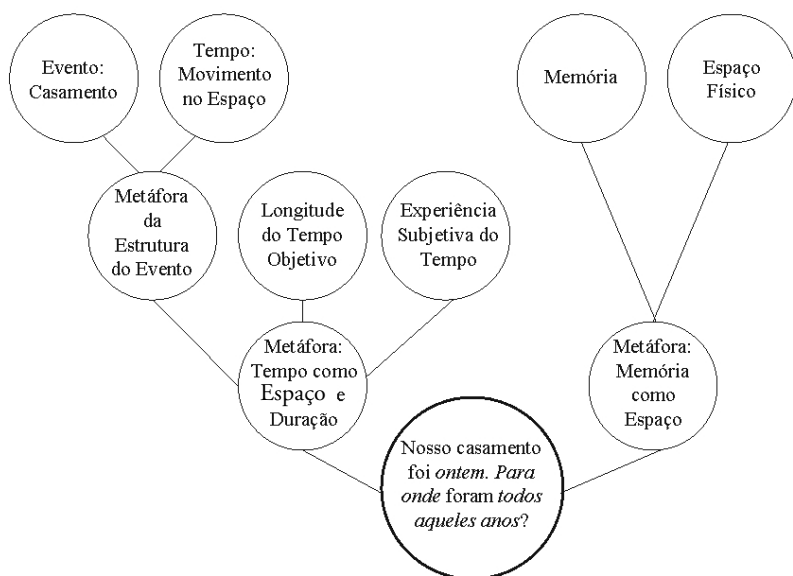 Evento:
Casamento
Tempo:
Movimento
no Espaço
Memória
Espaço
Físico
Metáfora
da
Estrutura
do Evento
Longitude
do Tempo
Objetivo
Experiência
Subjetiva do
Tempo
Metáfora:
Tempo como
Espaço e
Duração
Metáfora:
Memória
como
Espaço
Nosso casamento
foi ontem. Para
onde foram todos
aqueles anos?